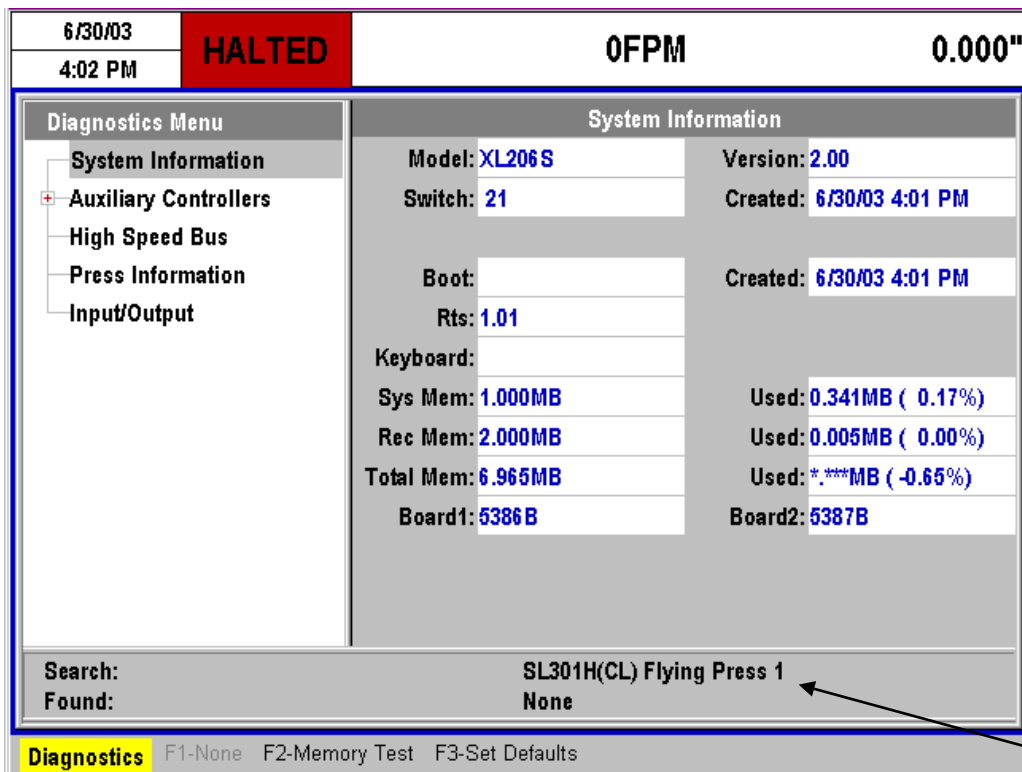 6/30/03
4:02 PM
HALTED
0FPM
0.000"
Diagnostics Menu
System Information
Auxiliary Controllers
High Speed Bus
Press Information
Input/Output
System Information
Model: XL206S Version: 2.00
Switch: 21 Created: 6/30/03 4:01 PM
Boot: Created: 6/30/03 4:01 PM
Rts: 1.01
Keyboard:
Sys Mem: 1.000MB Used: 0.341MB ( 0.17%)
Rec Mem: 2.000MB Used: 0.005MB ( 0.00%)
Total Mem: 6.965MB Used: *.***MB ( -0.65%)
Board1: 5386B Board2: 5387B
Search: SL301H(CL) Flying Press 1
Found: None
Diagnostics F1-None F2-Memory Test F3-Set Defaults